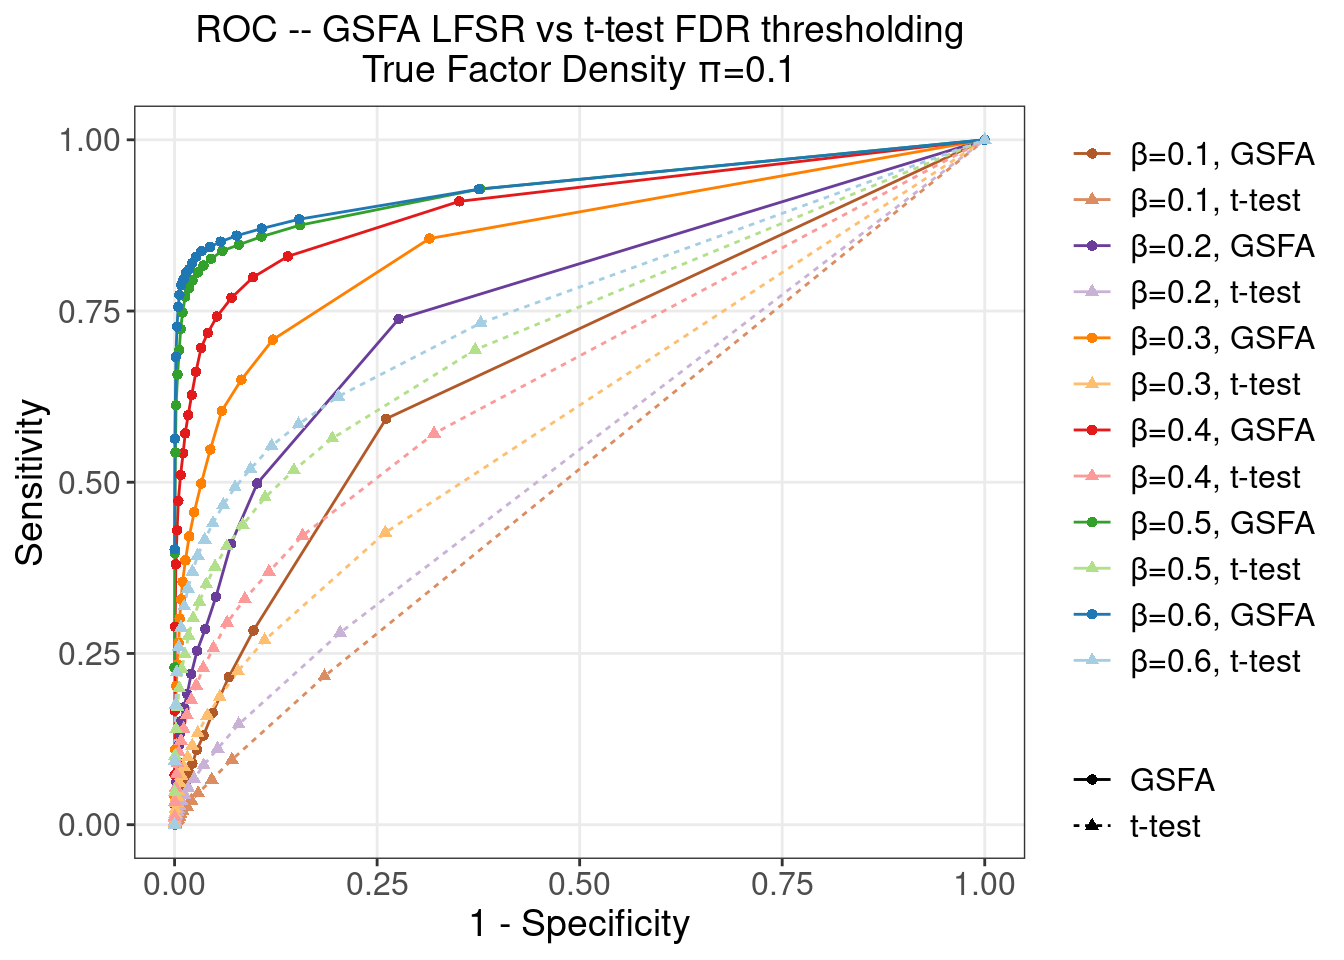 ROC -- GSFA LFSR vs t-test FDR thresholding
True Factor Density π=0.1
Sensitivity
1.00
0.75
0.50
0.25
0.00
0.00 0.25 0.50 0.75 1.00
1 - Specificity
β=0.1, GSFA
β=0.1, t-test
β=0.2, GSFA
β=0.2, t-test
β=0.3, GSFA
β=0.3, t-test
β=0.4, GSFA
β=0.4, t-test
β=0.5, GSFA
β=0.5, t-test
β=0.6, GSFA
β=0.6, t-test
GSFA
t-test